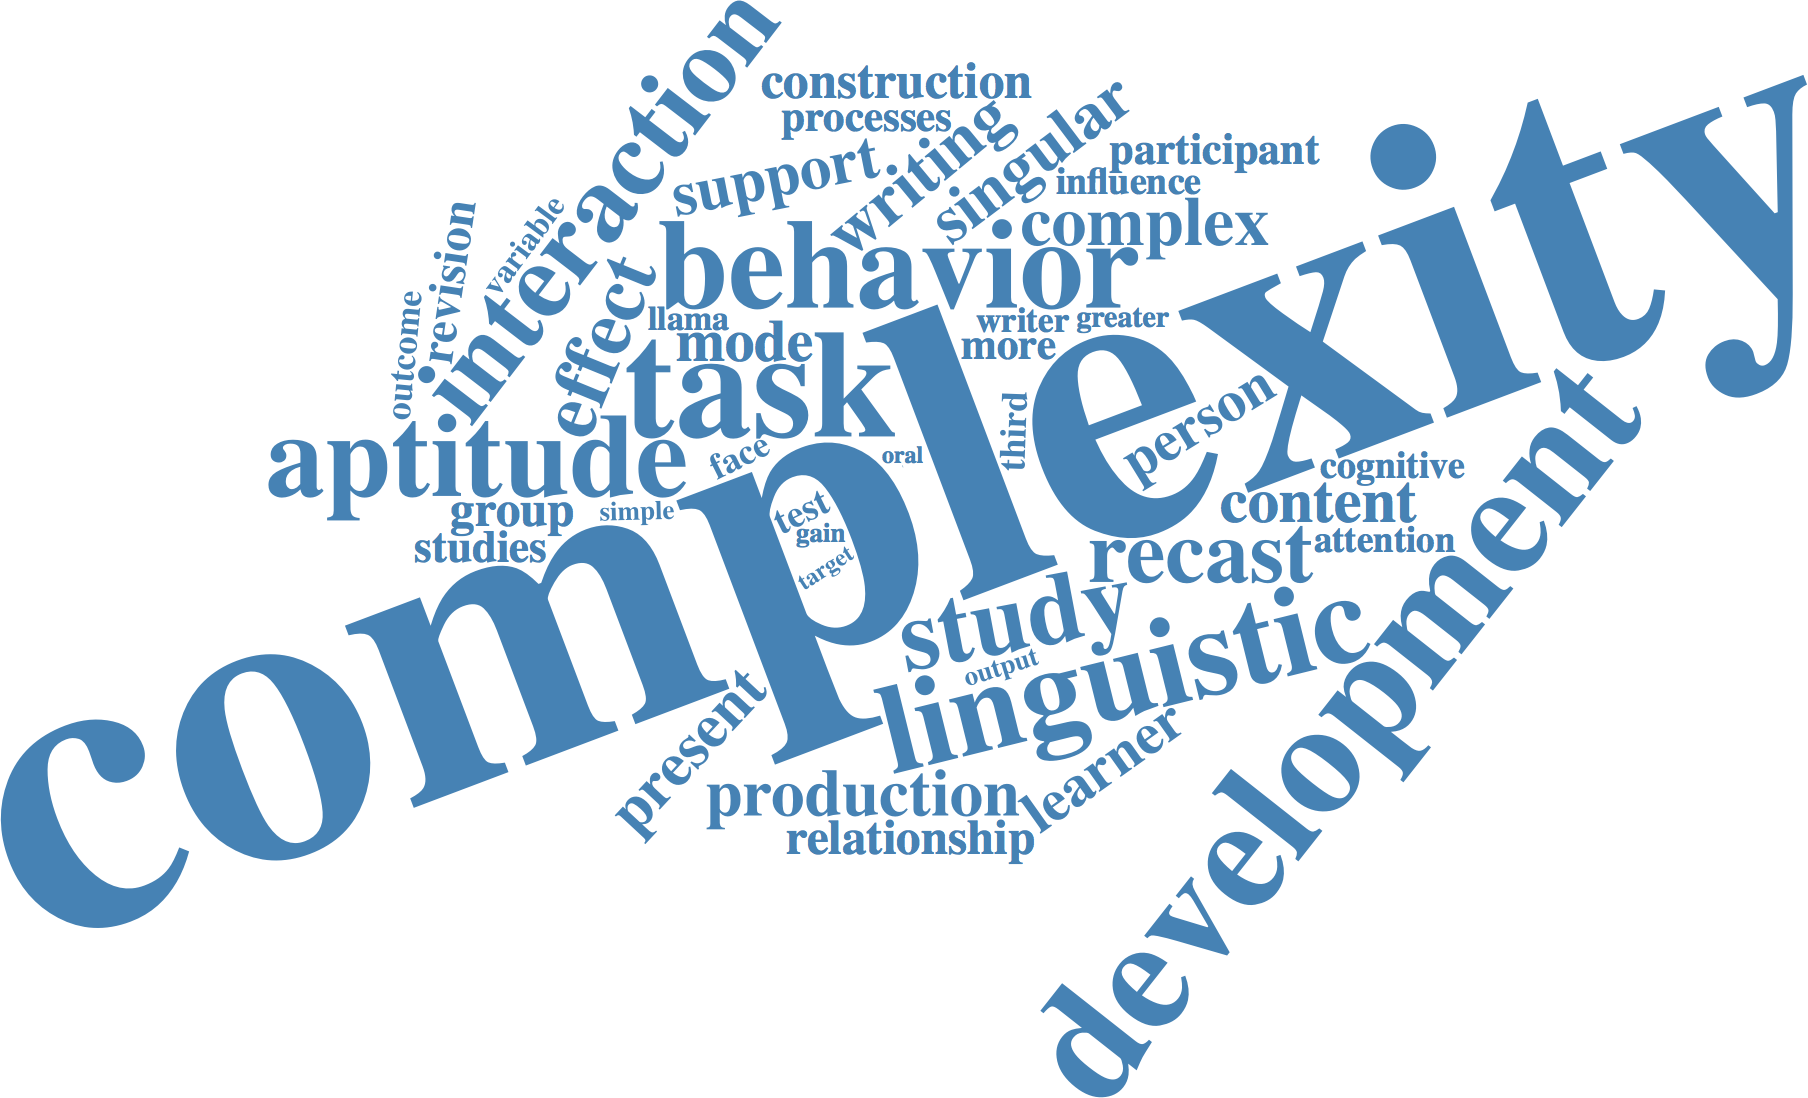 interaction
construction
processes
support
writing
singular
participant
influence
complex
revision
variable
outcome
effect
behavior
llama
mode
task
writer
greater
more
complexity
aptitude
face
oral
third
person
cognitive
group
simple
studies
test
gain
target
content
attention
recast
development
study
output
linguistic
present
production
learner
relationship